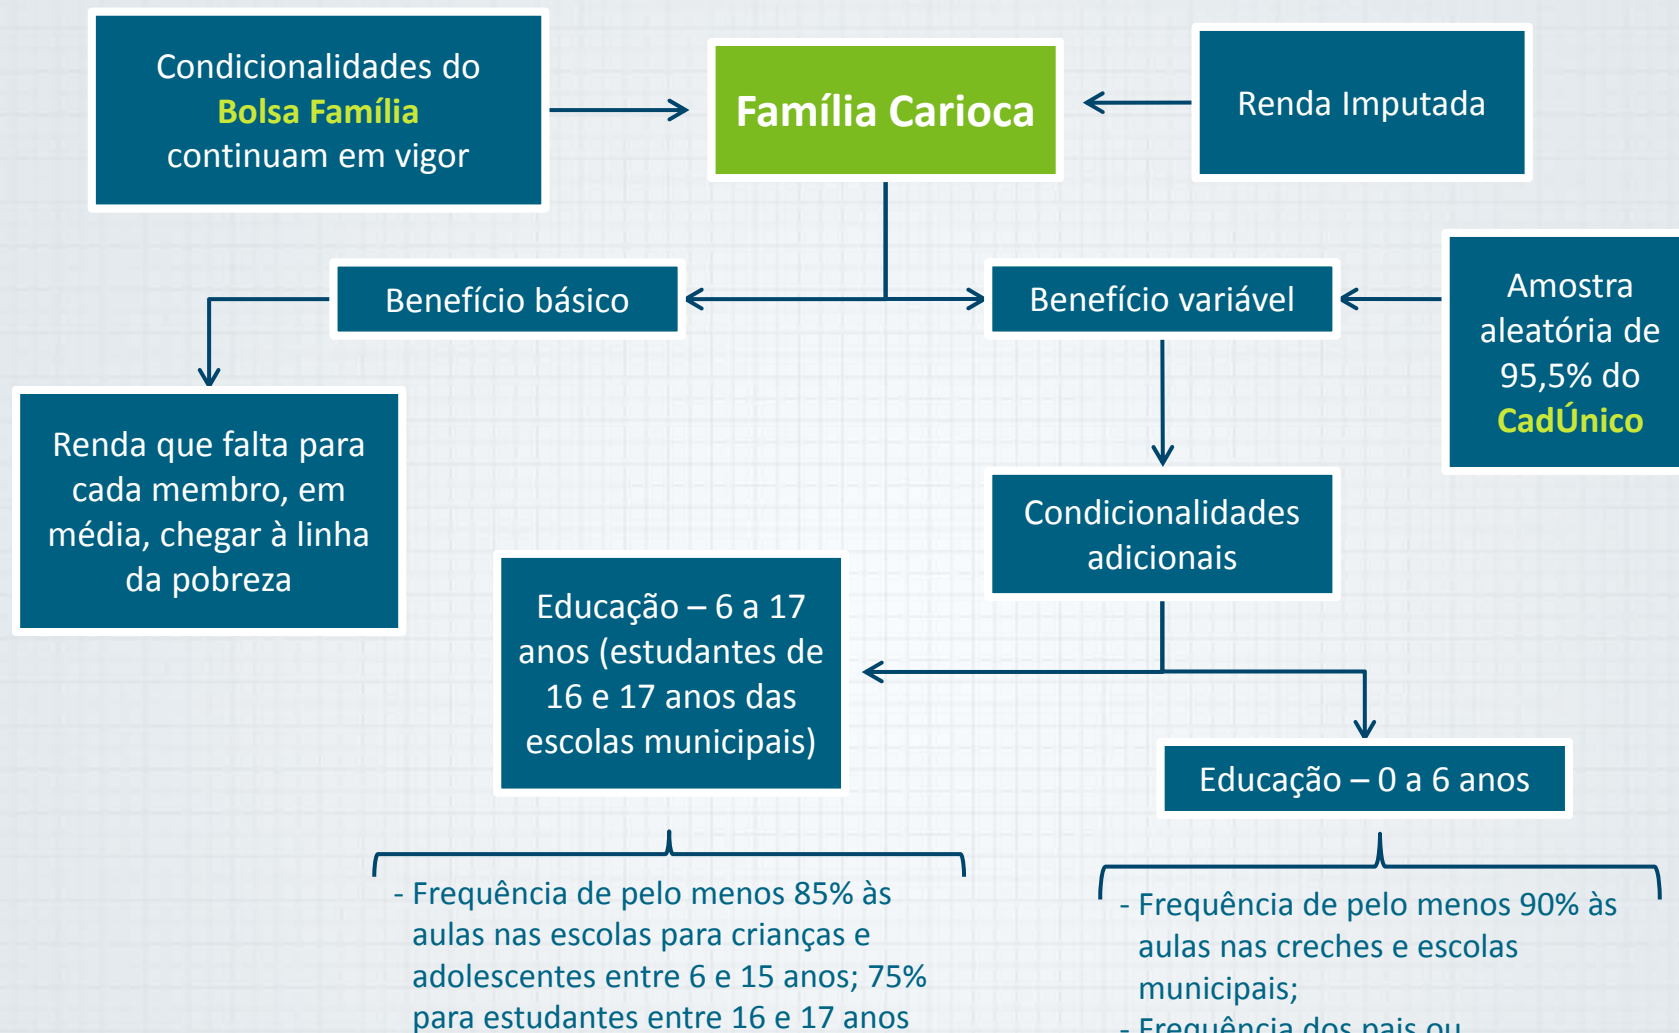 Condicionalidades do
Bolsa Família
continuam em vigor
Família Carioca
Renda Imputada
Benefício básico
Benefício variável
Amostra
aleatória de
95,5% do
CadÚnico
Renda que falta para
cada membro, em
média, chegar à linha
da pobreza
Condicionalidades
adicionais
Educação – 6 a 17
anos (estudantes de
16 e 17 anos das
escolas municipais)
Educação – 0 a 6 anos
- Frequência de pelo menos 85% às
aulas nas escolas para crianças e
adolescentes entre 6 e 15 anos; 75%
para estudantes entre 16 e 17 anos
- Frequência de pelo menos 90% às
aulas nas creches e escolas
municipais;
- Frequência dos pais ou